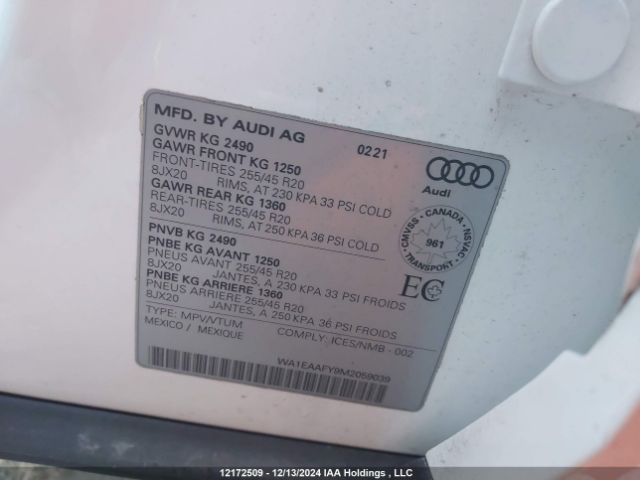 MFD. BY AUDI AG 0221
GVWR KG 2490
GAWR FRONT KG 1250
FRONT-TIRES 255/45 R20
8JX20 RIMS, AT 230 KPA 33 PSI COLD
GAWR REAR KG 1360
REAR-TIRES 255/45 R20
8JX20 RIMS, AT 250 KPA 36 PSI COLD
PNVB KG 2490
PNBE KG AVANT 1250
PNEUS AVANT 255/45 R20
8JX20 JANTES, A 230 KPA 33 PSI FROIDS
PNBE KG ARRIERE 1360
PNEUS ARRIERE 255/45 R20
8JX20 JANTES, A 250 KPA 36 PSI FROIDS
TYPE: MPV/VTUM COMPLY: ICES/NMB - 002
MEXICO / MEXIQUE
Audi
CMVSS - CANADA - NSVAC
961
TRANSPORT
EC
WA1EAAFY9M2059039
12172509 - 12/13/2024 IAA Holdings , LLC